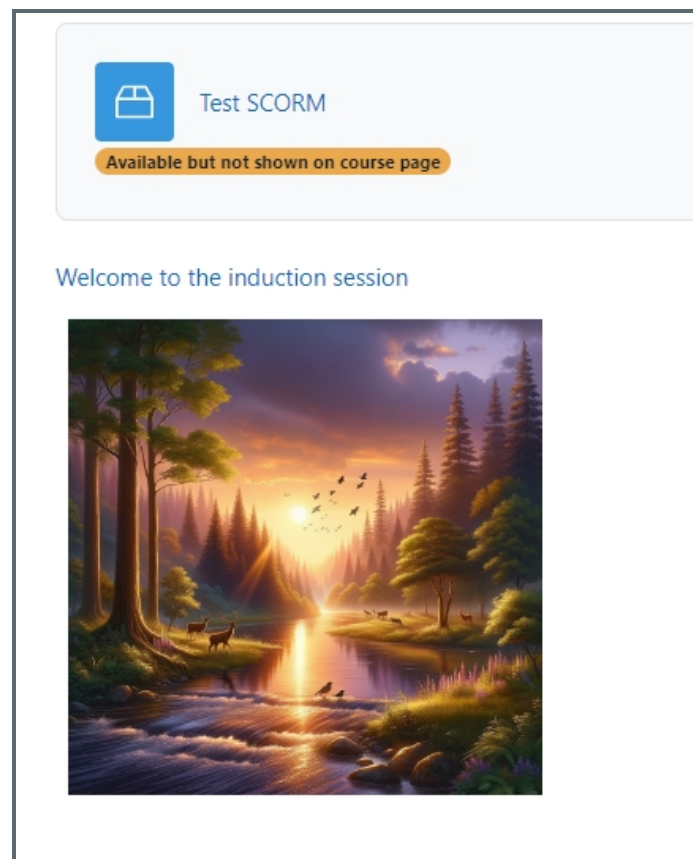 Test SCORM
Available but not shown on course page
Welcome to the induction session